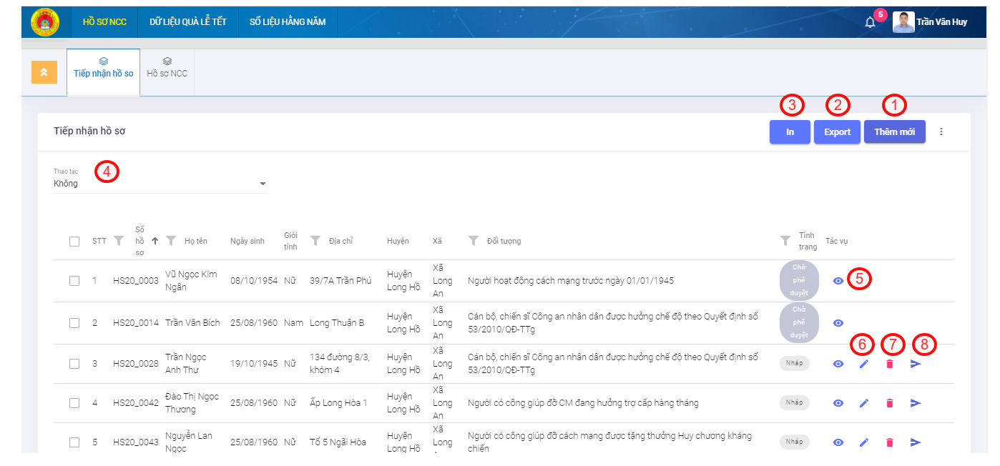 HỒ SƠ NCC DỮ LIỆU QUÀ LỄ TẾT SỐ LIỆU HẰNG NĂM 5 Trần Văn Huy
Tiếp nhận hồ sơ Hồ sơ NCC
3 2 1
Tiếp nhận hồ sơ In Export Thêm mới
Thao tác 4
Không
STT Số hồ sơ Họ tên Ngày sinh Giới tính Địa chỉ Huyện Xã Đối tượng Tình trạng Tác vụ
1 HS20_0003 Vũ Ngọc Kim Ngân 08/10/1954 Nữ 39/7A Trần Phú Huyện Long Hồ Xã Long An Người hoạt động cách mạng trước ngày 01/01/1945 Chờ phê duyệt 5
2 HS20_0014 Trần Văn Bích 25/08/1960 Nam Long Thuận B Huyện Long Hồ Xã Long An Cán bộ, chiến sĩ Công an nhân dân được hưởng chế độ theo Quyết định số 53/2010/QĐ-TTg Chờ phê duyệt
6 7 8
3 HS20_0028 Trần Ngọc Anh Thư 19/10/1945 Nữ 134 đường 8/3, khóm 4 Huyện Long Hồ Xã Long An Cán bộ, chiến sĩ Công an nhân dân được hưởng chế độ theo Quyết định số 53/2010/QĐ-TTg Nháp
4 HS20_0042 Đào Thị Ngọc Thương 25/08/1960 Nữ Ấp Long Hòa 1 Huyện Long Hồ Xã Long An Người có công giúp đỡ CM đang hưởng trợ cấp hàng tháng Nháp
5 HS20_0043 Nguyễn Lan Ngọc 25/08/1960 Nữ Tổ 5 Ngãi Hòa Huyện Long Hồ Xã Long Người có công giúp đỡ cách mạng được tặng thưởng Huy chương kháng chiến Nháp